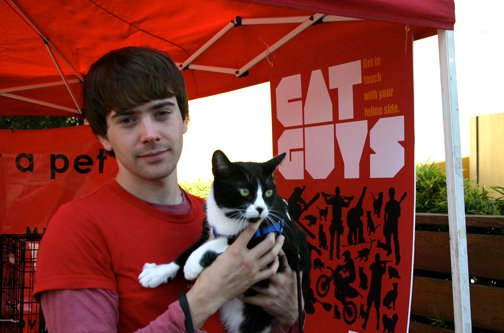 CAT
GUYS
Get in
touch
with your
feline side.
a pet